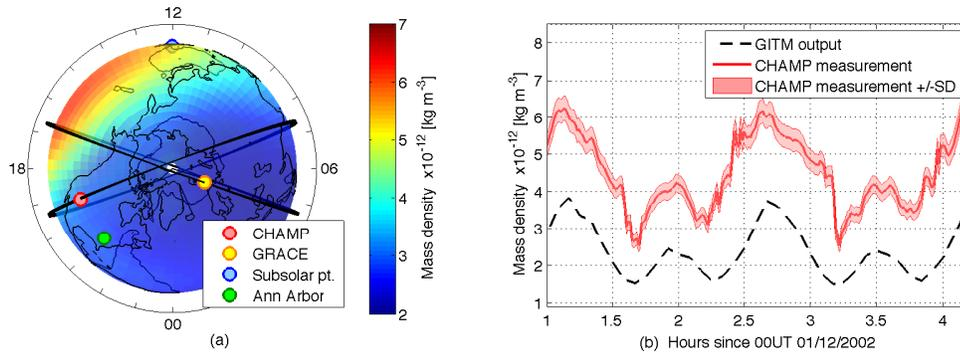 12
18
06
00
CHAMP
GRACE
Subsolar pt.
Ann Arbor
(a)
7
6
5
4
3
2
Mass density x10⁻¹² [kg m⁻³]
8
7
6
5
4
3
2
1
Mass density x10⁻¹² [kg m⁻³]
GITM output
CHAMP measurement
CHAMP measurement +/-SD
1 1.5 2 2.5 3 3.5 4
(b) Hours since 00UT 01/12/2002